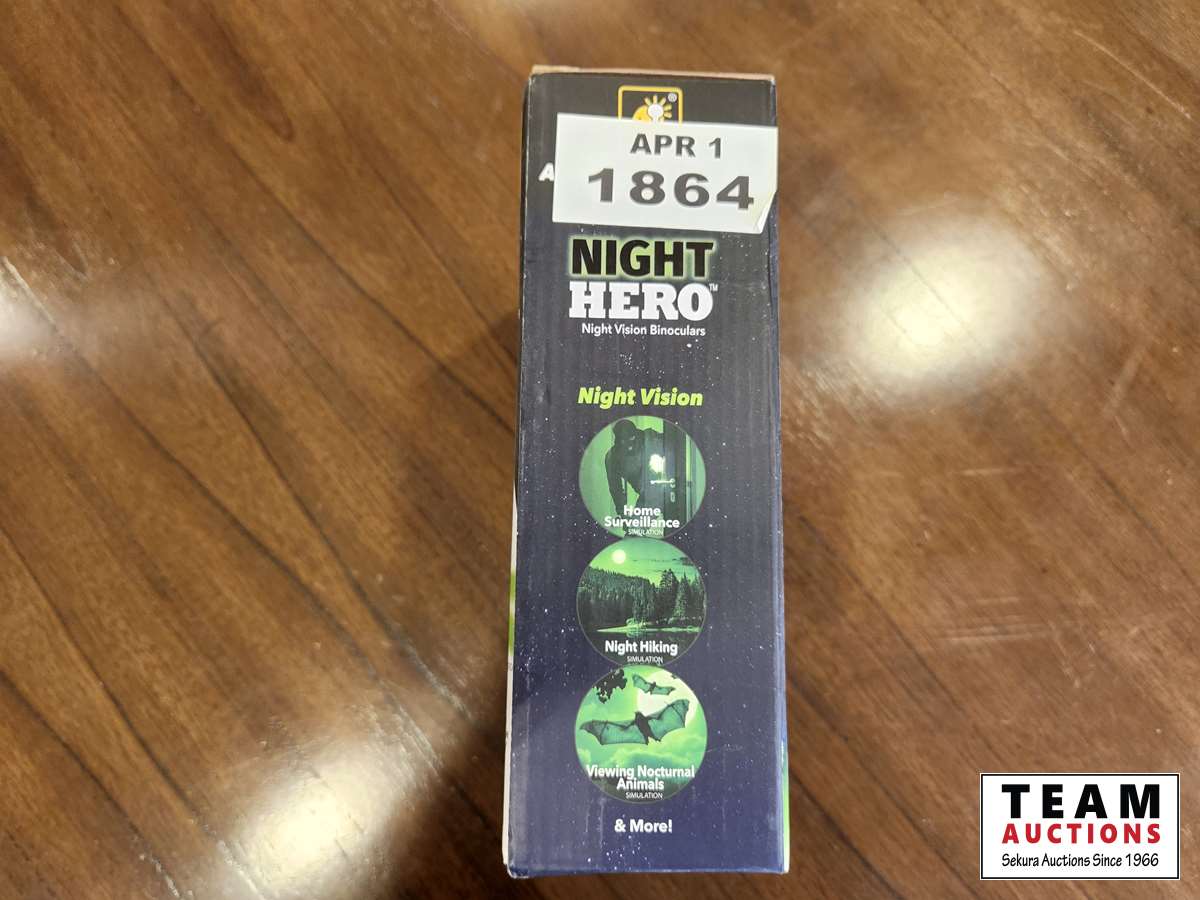 ®
APR 1
A
1864
NIGHT
HERO™
Night Vision Binoculars
Night Vision
Home
Surveillance
SIMULATION
Night Hiking
SIMULATION
Viewing Nocturnal
Animals
SIMULATION
& More!
TEAM
AUCTIONS
Sekura Auctions Since 1966